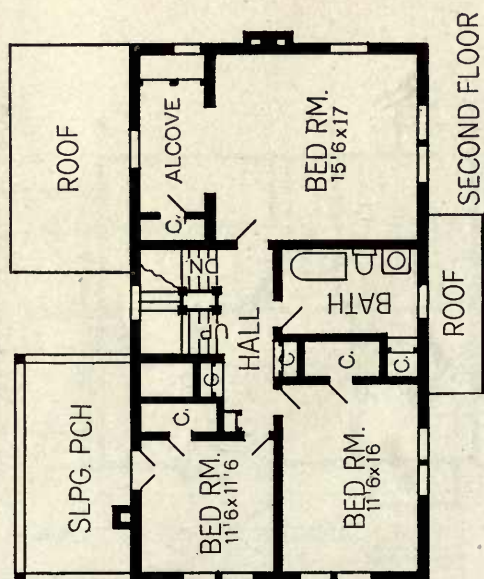 SLPG. PCH
ROOF
C.
C.
ALCOVE
UP
DN
C
BED RM.
11'6x11'6
HALL
C
BED RM.
15'6x17
BED RM.
11'6x16
C.
BATH
C.
ROOF
SECOND FLOOR